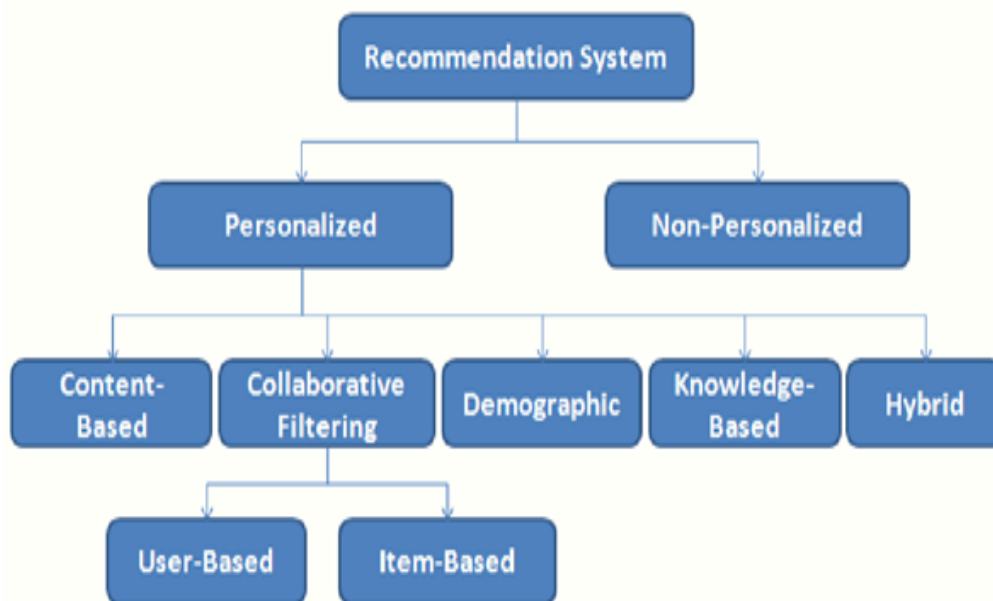 Recommendation System
Personalized
Non-Personalized
Content-
Based
Collaborative
Filtering
Demographic
Knowledge-
Based
Hybrid
User-Based
Item-Based